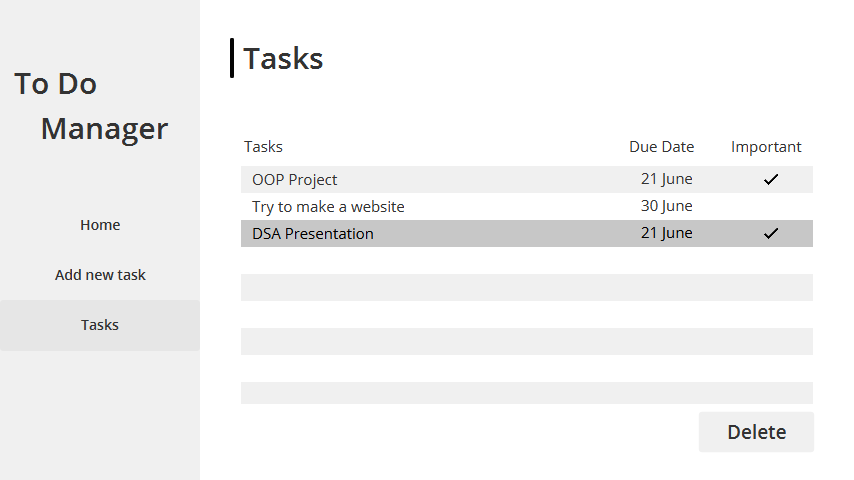 To Do
Manager
Home
Add new task
Tasks
Tasks
Tasks Due Date Important
OOP Project 21 June ✓
Try to make a website 30 June
DSA Presentation 21 June ✓
Delete